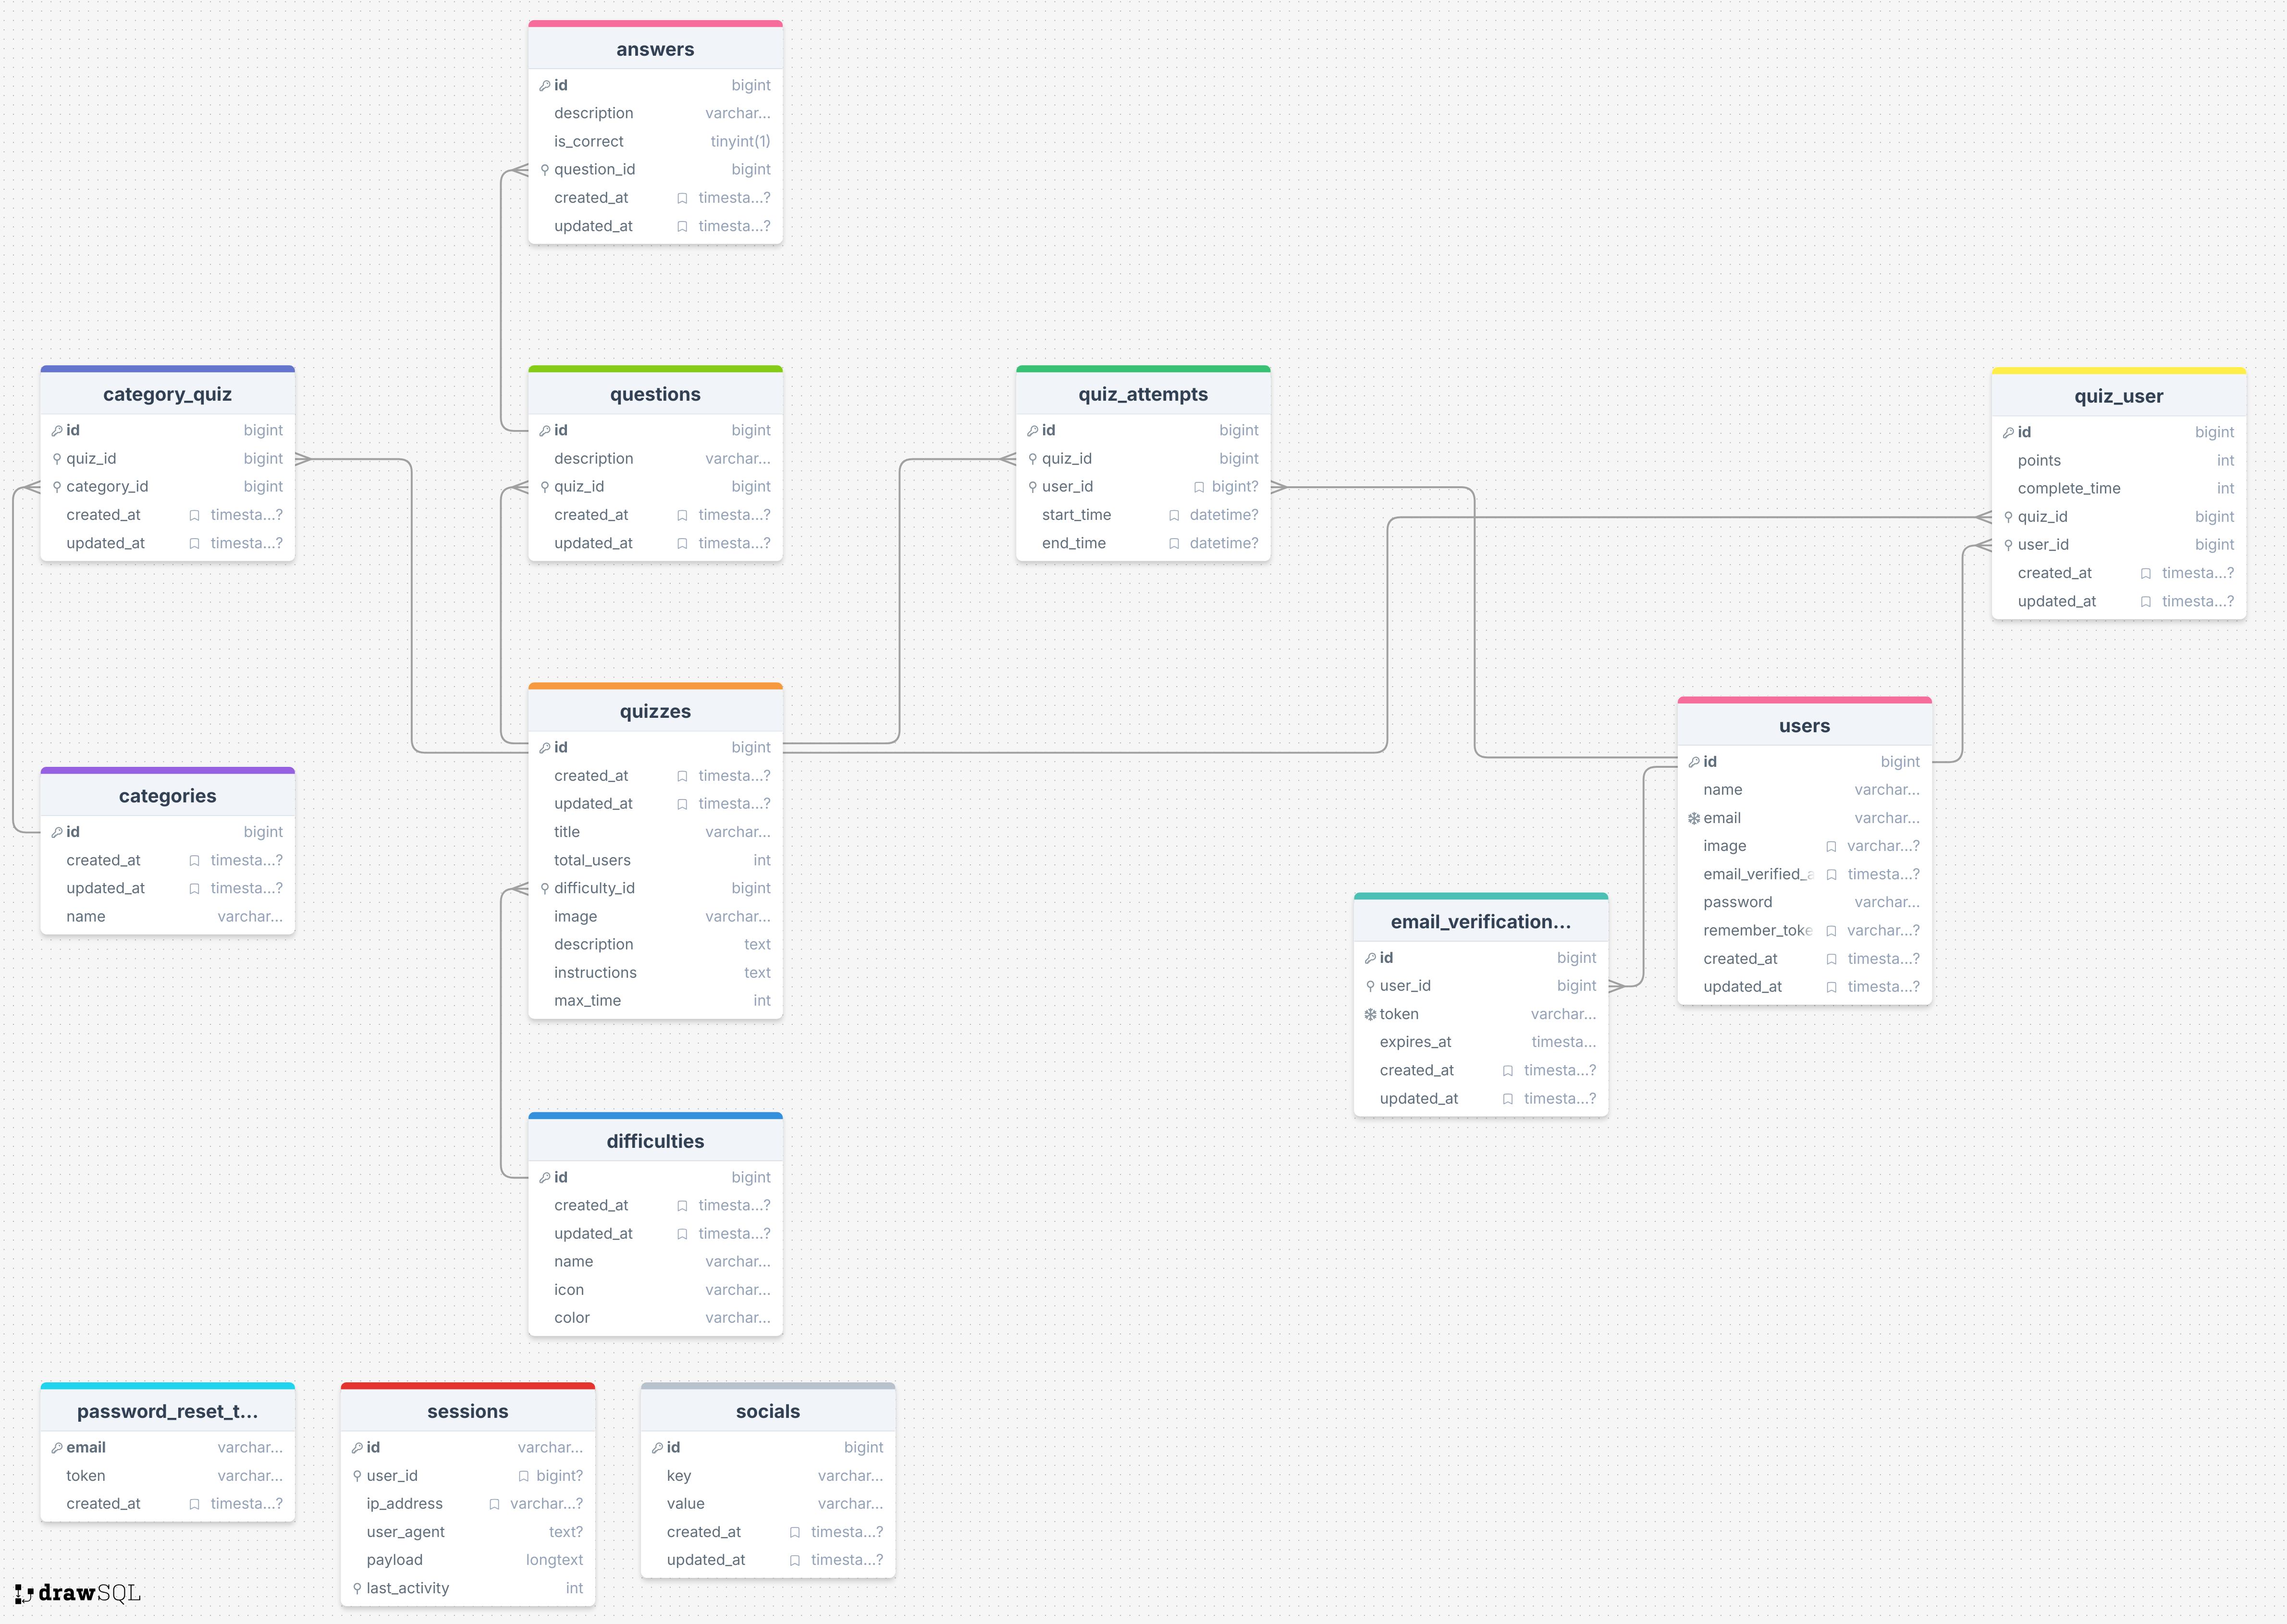 answers
id bigint
description varchar...
is_correct tinyint(1)
question_id bigint
created_at timesta...?
updated_at timesta...?
category_quiz
id bigint
quiz_id bigint
category_id bigint
created_at timesta...?
updated_at timesta...?
questions
id bigint
description varchar...
quiz_id bigint
created_at timesta...?
updated_at timesta...?
quiz_attempts
id bigint
quiz_id bigint
user_id bigint?
start_time datetime?
end_time datetime?
quiz_user
id bigint
points int
complete_time int
quiz_id bigint
user_id bigint
created_at timesta...?
updated_at timesta...?
categories
id bigint
created_at timesta...?
updated_at timesta...?
name varchar...
quizzes
id bigint
created_at timesta...?
updated_at timesta...?
title varchar...
total_users int
difficulty_id bigint
image varchar...
description text
instructions text
max_time int
users
id bigint
name varchar...
email varchar...
image varchar...?
email_verified_a timesta...?
password varchar...
remember_toke varchar...?
created_at timesta...?
updated_at timesta...?
email_verification...
id bigint
user_id bigint
token varchar...
expires_at timesta...
created_at timesta...?
updated_at timesta...?
difficulties
id bigint
created_at timesta...?
updated_at timesta...?
name varchar...
icon varchar...
color varchar...
password_reset_t...
email varchar...
token varchar...
created_at timesta...?
sessions
id varchar...
user_id bigint?
ip_address varchar...?
user_agent text?
payload longtext
last_activity int
socials
id bigint
key varchar...
value varchar...
created_at timesta...?
updated_at timesta...?
drawSQL